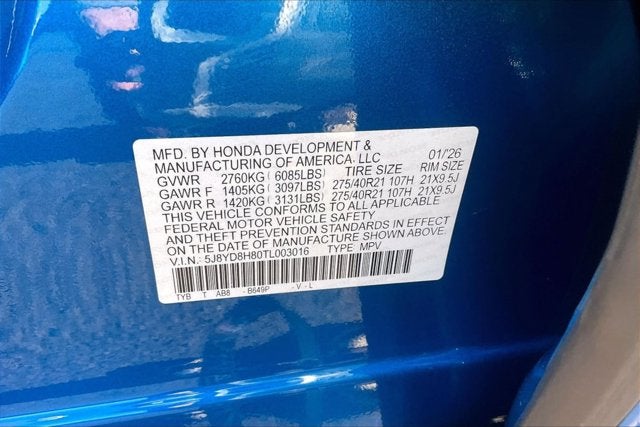 MFD. BY HONDA DEVELOPMENT &
MANUFACTURING OF AMERICA, LLC 01/'26
GVWR 2760KG( 6085LBS) TIRE SIZE RIM SIZE
GAWR F 1405KG( 3097LBS) 275/40R21 107H 21X9.5J
GAWR R 1420KG( 3131LBS) 275/40R21 107H 21X9.5J
THIS VEHICLE CONFORMS TO ALL APPLICABLE
FEDERAL MOTOR VEHICLE SAFETY
AND THEFT PREVENTION STANDARDS IN EFFECT
ON THE DATE OF MANUFACTURE SHOWN ABOVE.
V.I.N.: 5J8YD8H80TL003016 TYPE: MPV
TYB T AB8 - B649P - V - L